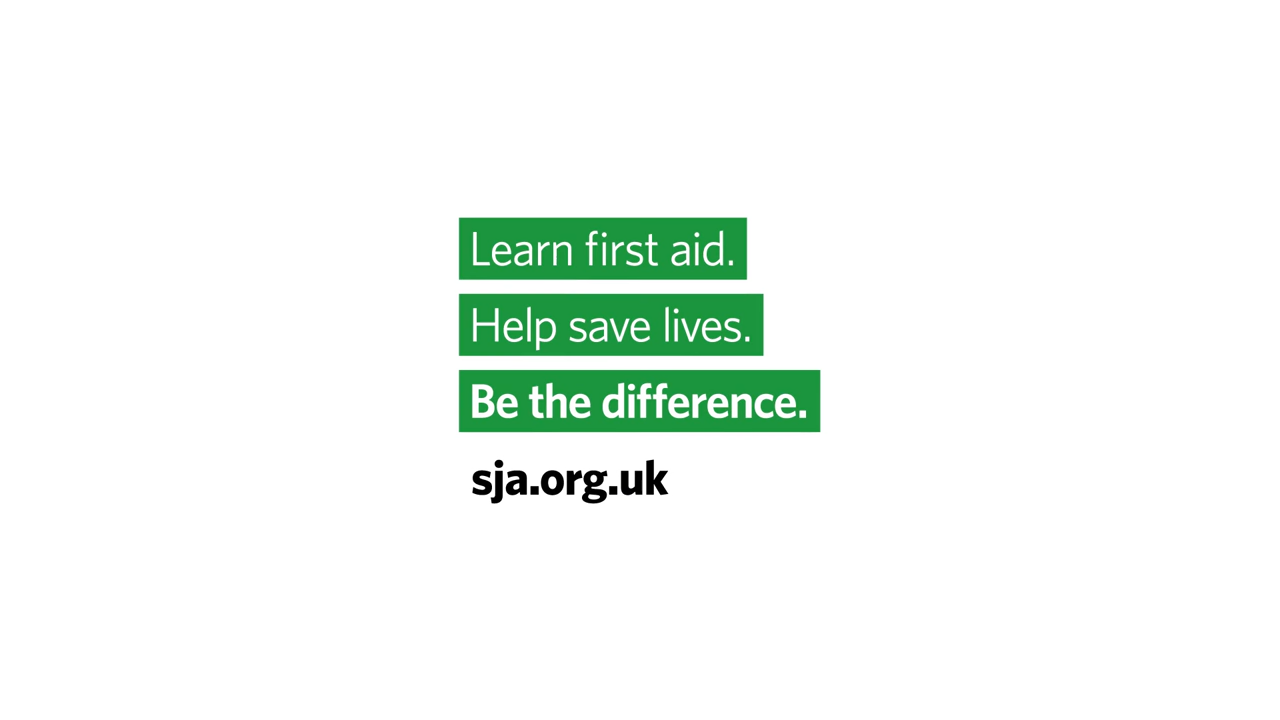 Learn first aid.
Help save lives.
Be the difference.
sja.org.uk